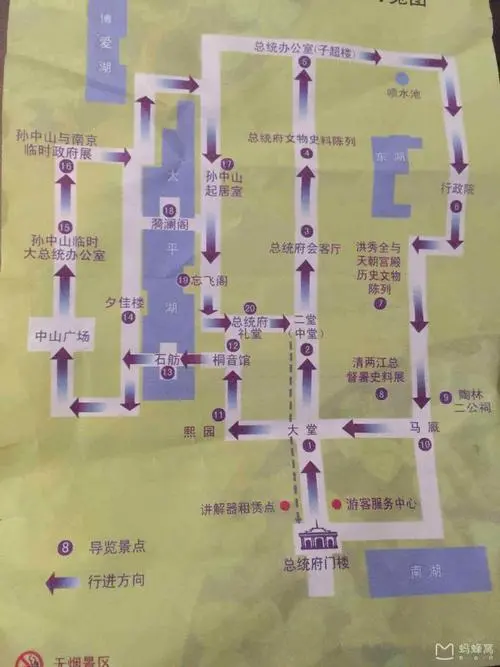 览图
博爱湖
总统办公室(子超楼)
5
喷水池
孙中山与南京
临时政府展
16
总统府文物史料陈列
4
17
孙中山
起居室
东湖
行政院
6
太平湖
18
漪澜阁
15
孙中山临时
大总统办公室
3
总统府会客厅
洪秀全与
天朝宫殿
历史文物
陈列
7
19
忘飞阁
夕佳楼
14
中山广场
20
总统府
礼堂
二堂
(中堂)
2
12
桐音馆
石舫
13
清两江总
督署史料展
8
9
陶林
二公祠
11
熙园
大堂
1
马厩
10
讲解器租赁点
游客服务中心
总统府门楼
南湖
8 导览景点
行进方向
无烟景区
蚂蜂窝